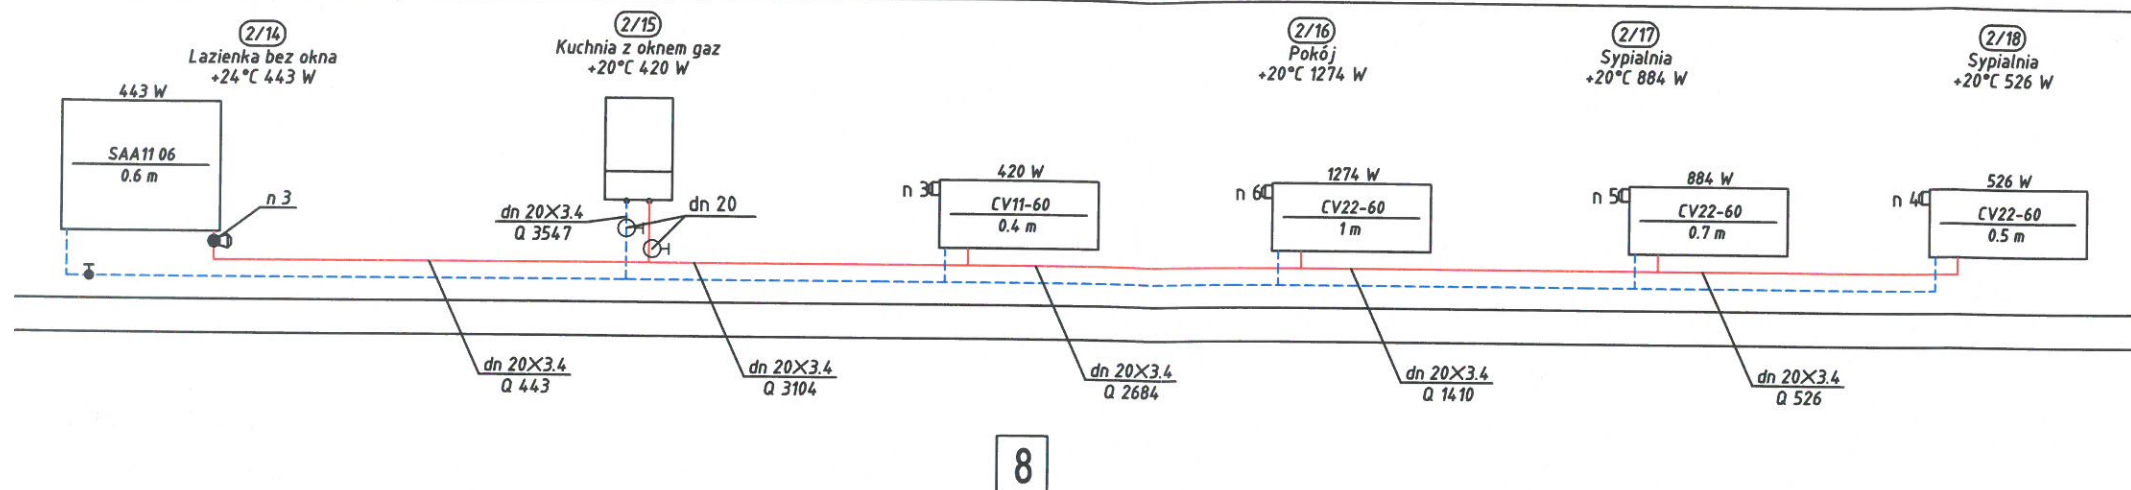 2/14
Lazienka bez okna
+24°C 443 W
2/15
Kuchnia z oknem gaz
+20°C 420 W
2/16
Pokój
+20°C 1274 W
2/17
Sypialnia
+20°C 884 W
2/18
Sypialnia
+20°C 526 W
443 W
SAA11 06
0.6 m
n 3
dn 20X3.4
Q 3547
dn 20
n 3
420 W
CV11-60
0.4 m
n 6
1274 W
CV22-60
1 m
n 5
884 W
CV22-60
0.7 m
n 4
526 W
CV22-60
0.5 m
dn 20X3.4
Q 443
dn 20X3.4
Q 3104
dn 20X3.4
Q 2684
dn 20X3.4
Q 1410
dn 20X3.4
Q 526
8